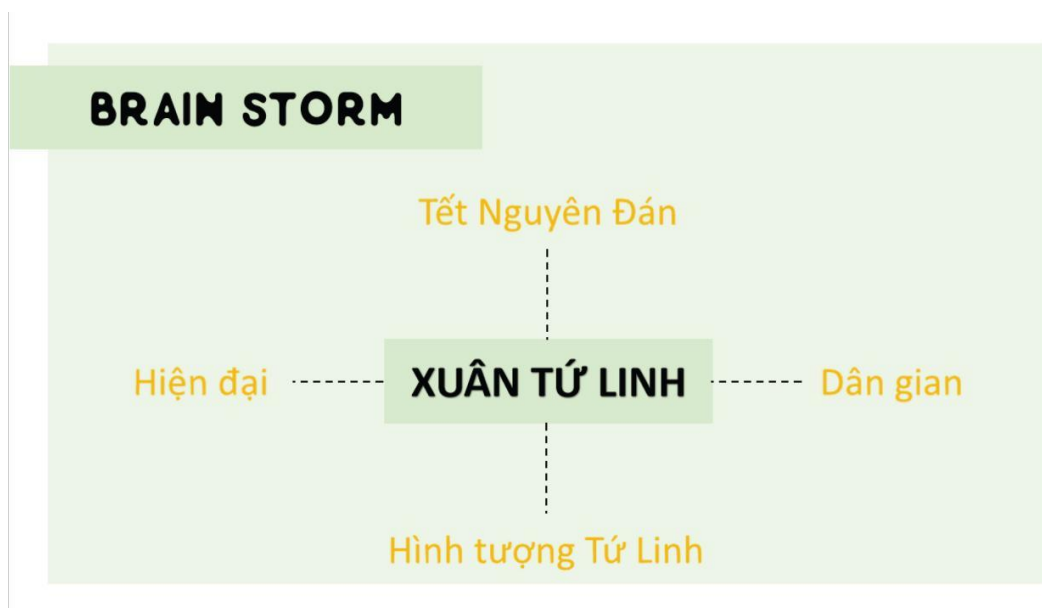 BRAIN STORM
Tết Nguyên Đán
Hiện đại
XUÂN TỨ LINH
Dân gian
Hình tượng Tứ Linh